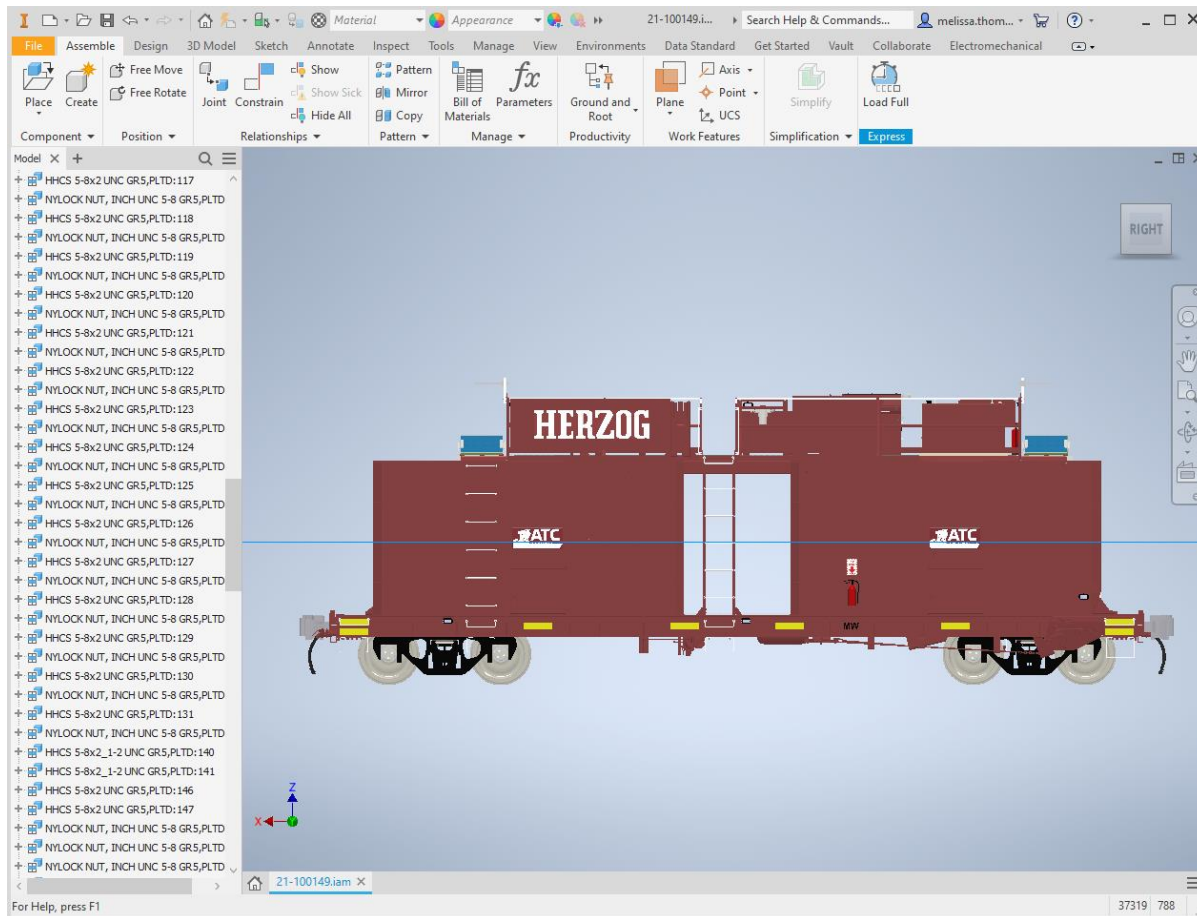 Material
Appearance
21-100149.i...
Search Help & Commands...
melissa.thom...
File Assemble Design 3D Model Sketch Annotate Inspect Tools Manage View Environments Data Standard Get Started Vault Collaborate Electromechanical
Place
Create
Free Move
Free Rotate
Joint
Constrain
Show
Show Sick
Hide All
Pattern
Mirror
Copy
Bill of
Materials
fx
Parameters
Ground and
Root
Plane
Axis
Point
UCS
Simplify
Load Full
Component Position Relationships Pattern Manage Productivity Work Features Simplification Express
Model
HHCS 5-8x2 UNC GR5,PLTD:117
NYLOCK NUT, INCH UNC 5-8 GR5,PLTD
HHCS 5-8x2 UNC GR5,PLTD:118
NYLOCK NUT, INCH UNC 5-8 GR5,PLTD
HHCS 5-8x2 UNC GR5,PLTD:119
NYLOCK NUT, INCH UNC 5-8 GR5,PLTD
HHCS 5-8x2 UNC GR5,PLTD:120
NYLOCK NUT, INCH UNC 5-8 GR5,PLTD
HHCS 5-8x2 UNC GR5,PLTD:121
NYLOCK NUT, INCH UNC 5-8 GR5,PLTD
HHCS 5-8x2 UNC GR5,PLTD:122
NYLOCK NUT, INCH UNC 5-8 GR5,PLTD
HHCS 5-8x2 UNC GR5,PLTD:123
NYLOCK NUT, INCH UNC 5-8 GR5,PLTD
HHCS 5-8x2 UNC GR5,PLTD:124
NYLOCK NUT, INCH UNC 5-8 GR5,PLTD
HHCS 5-8x2 UNC GR5,PLTD:125
NYLOCK NUT, INCH UNC 5-8 GR5,PLTD
HHCS 5-8x2 UNC GR5,PLTD:126
NYLOCK NUT, INCH UNC 5-8 GR5,PLTD
HHCS 5-8x2 UNC GR5,PLTD:127
NYLOCK NUT, INCH UNC 5-8 GR5,PLTD
HHCS 5-8x2 UNC GR5,PLTD:128
NYLOCK NUT, INCH UNC 5-8 GR5,PLTD
HHCS 5-8x2 UNC GR5,PLTD:129
NYLOCK NUT, INCH UNC 5-8 GR5,PLTD
HHCS 5-8x2 UNC GR5,PLTD:130
NYLOCK NUT, INCH UNC 5-8 GR5,PLTD
HHCS 5-8x2 UNC GR5,PLTD:131
NYLOCK NUT, INCH UNC 5-8 GR5,PLTD
HHCS 5-8x2_1-2 UNC GR5,PLTD:140
HHCS 5-8x2_1-2 UNC GR5,PLTD:141
HHCS 5-8x2 UNC GR5,PLTD:146
HHCS 5-8x2 UNC GR5,PLTD:147
NYLOCK NUT, INCH UNC 5-8 GR5,PLTD
NYLOCK NUT, INCH UNC 5-8 GR5,PLTD
NYLOCK NUT, INCH UNC 5-8 GR5,PLTD
RIGHT
HERZOG
ATC ATC
MW
Z
X
21-100149.iam
For Help, press F1
37319 788